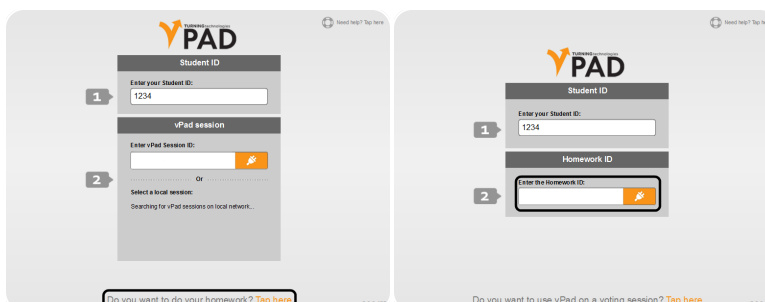 Need help? Tap here
TURNING technologies
VPAD
Student ID
Enter your Student ID:
1
1234
vPad session
Enter vPad Session ID:
2
Or
Select a local session:
Searching for vPad sessions on local network...
Do you want to do your homework? Tap here
Need help? Tap
TURNING technologies
VPAD
Student ID
Enter your Student ID:
1
1234
Homework ID
Enter the Homework ID:
2
Do you want to use vPad on a voting session? Tap here